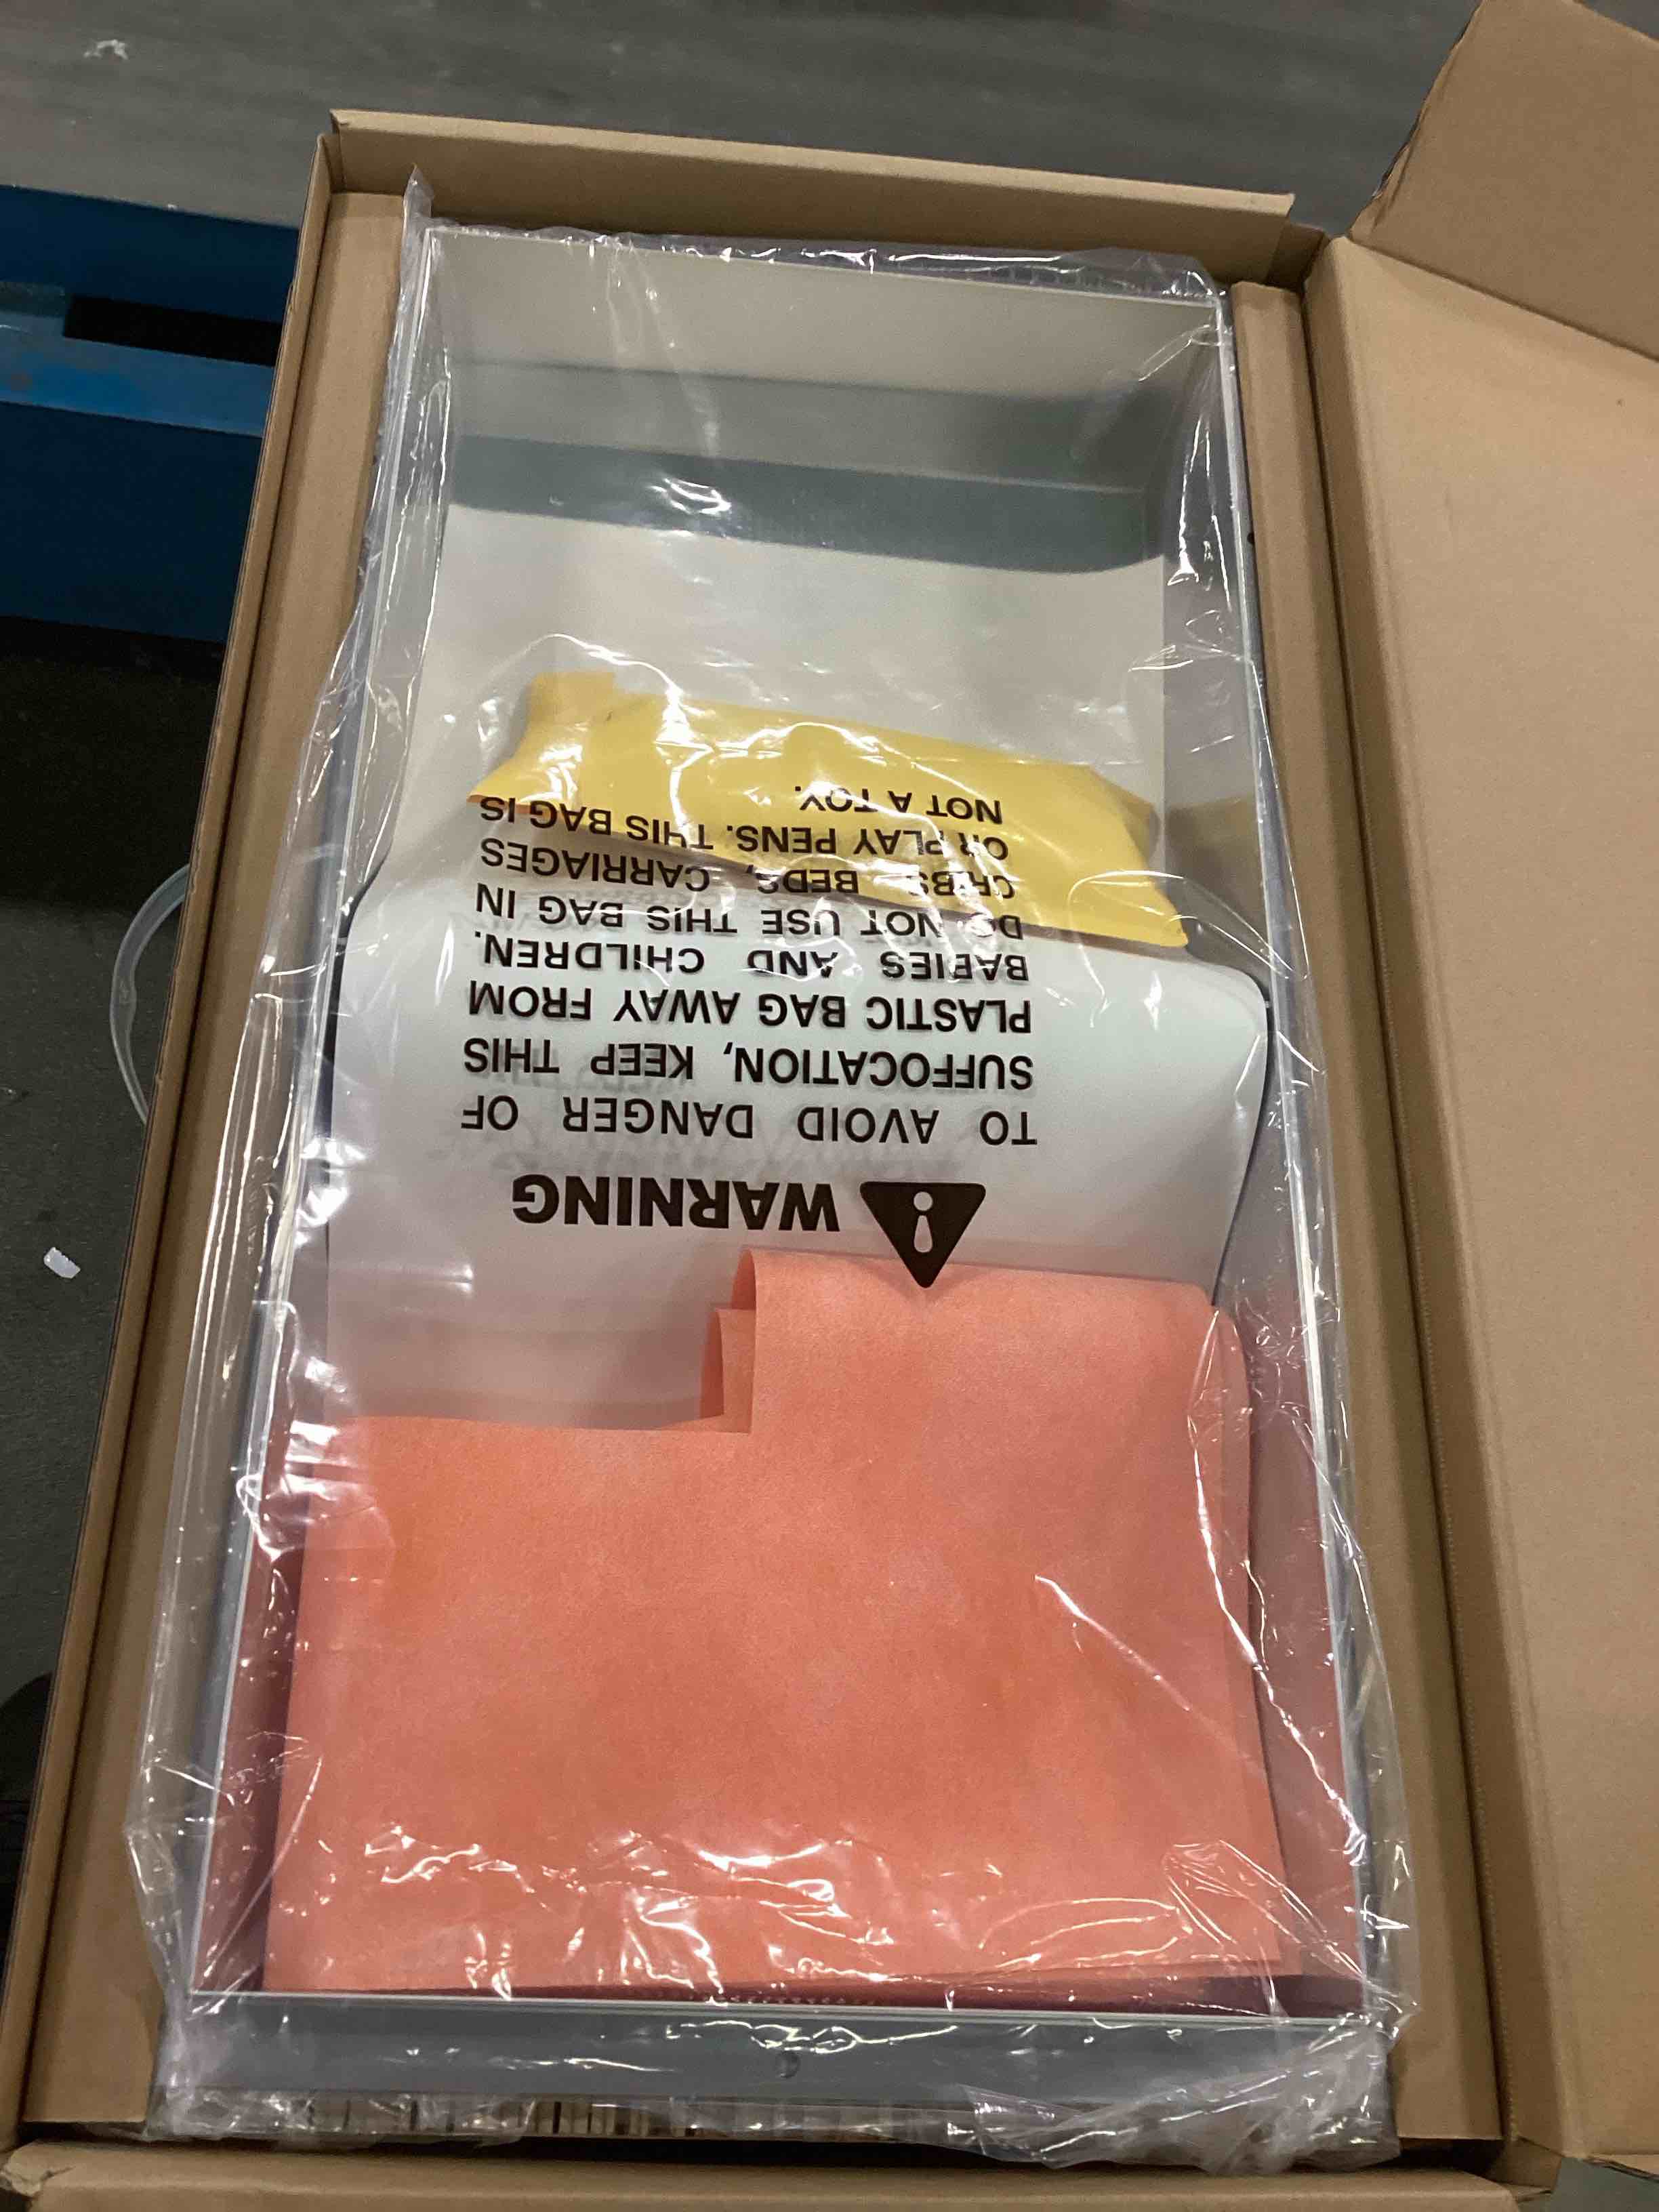 WARNING
TO AVOID DANGER OF
SUFFOCATION, KEEP THIS
PLASTIC BAG AWAY FROM
BABIES AND CHILDREN.
DO NOT USE THIS BAG IN
CRIBS, BEDS, CARRIAGES
OR PLAY PENS. THIS BAG IS
NOT A TOY.